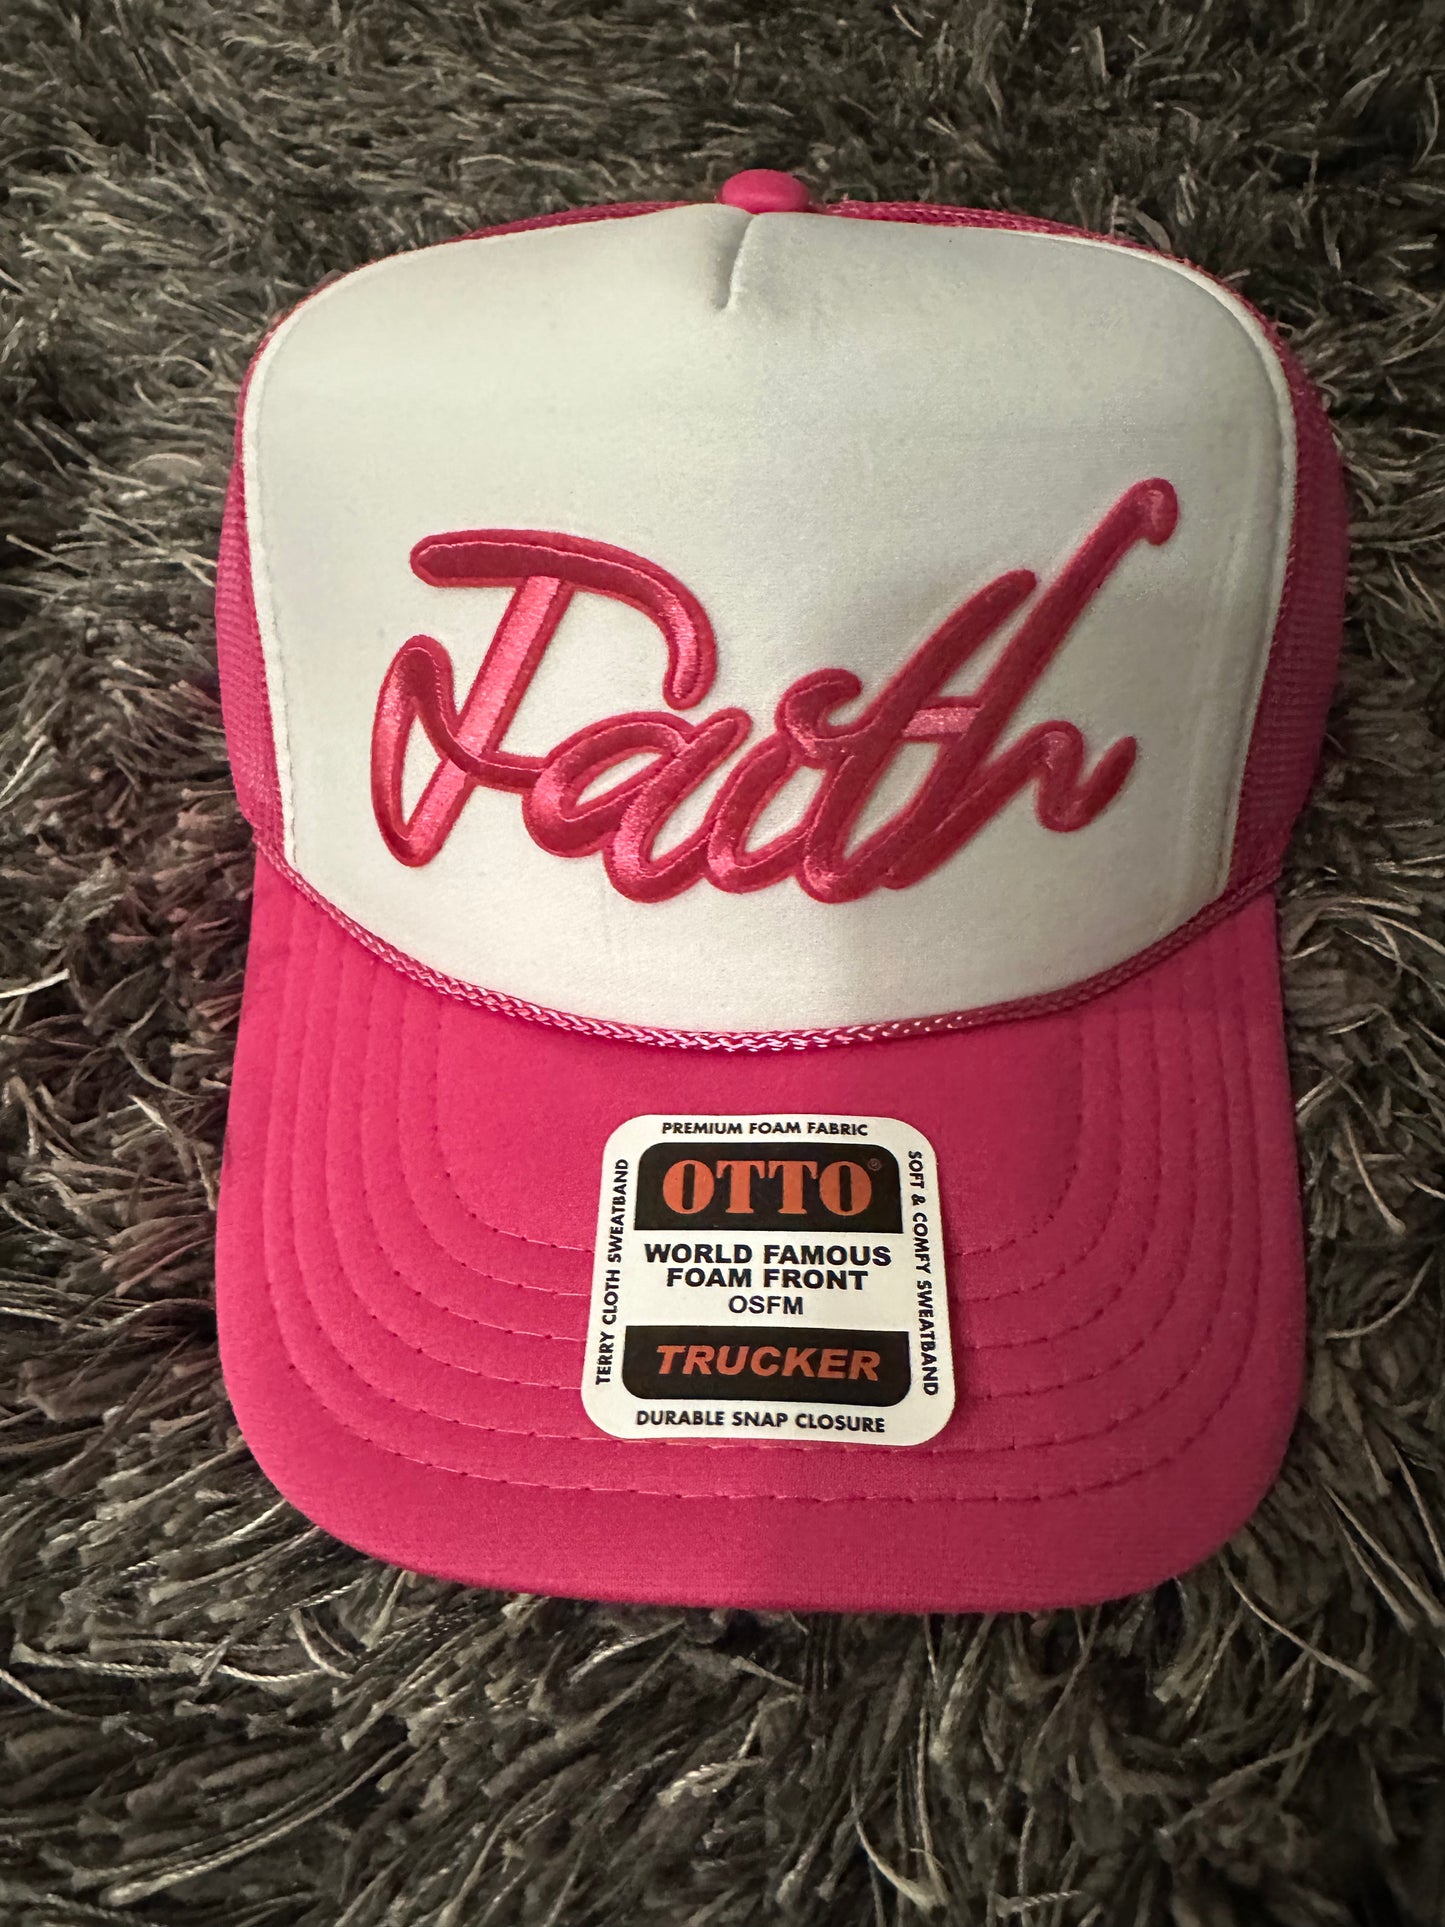 Faith
PREMIUM FOAM FABRIC
OTTO®
WORLD FAMOUS
FOAM FRONT
OSFM
TRUCKER
DURABLE SNAP CLOSURE
TERRY CLOTH SWEATBAND
SOFT & COMFY SWEATBAND